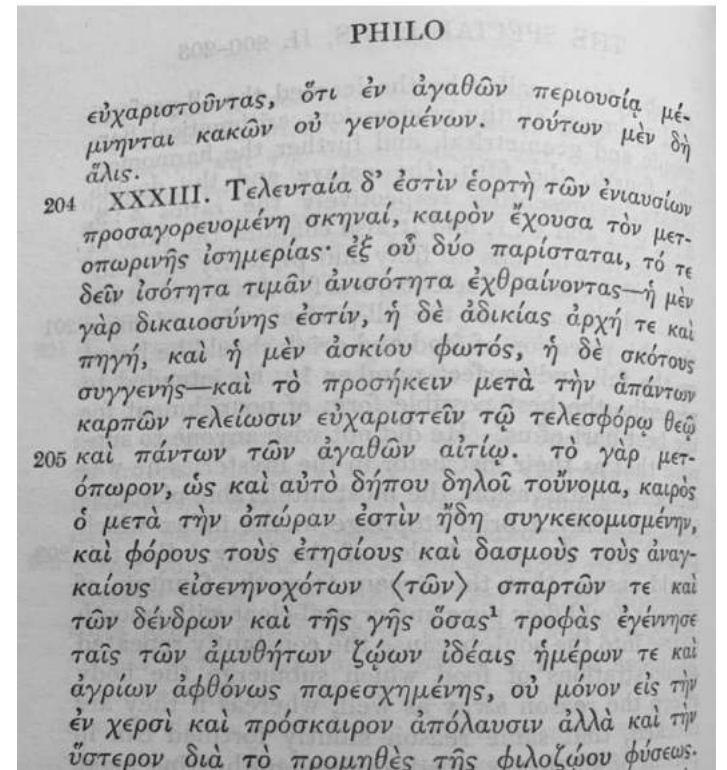 PHILO
εὐχαριστοῦντας, ὅτι ἐν ἀγαθῶν περιουσίᾳ μέ-
μνηνται κακῶν οὐ γενομένων. τούτων μὲν δὴ
ἅλις.
204 XXXIII. Τελευταία δ’ ἐστὶν ἑορτὴ τῶν ἐνιαυσίων
προσαγορευομένη σκηναί, καιρὸν ἔχουσα τὸν μετ-
οπωρινῆς ἰσημερίας· ἐξ οὗ δύο παρίσταται, τό τε
δεῖν ἰσότητα τιμᾶν ἀνισότητα ἐχθραίνοντας—ἡ μὲν
γὰρ δικαιοσύνης ἐστίν, ἡ δὲ ἀδικίας ἀρχή τε καὶ
πηγή, καὶ ἡ μὲν ἀσκίου φωτός, ἡ δὲ σκότους
συγγενής—καὶ τὸ προσήκειν μετὰ τὴν ἁπάντων
καρπῶν τελείωσιν εὐχαριστεῖν τῷ τελεσφόρῳ θεῷ
205 καὶ πάντων τῶν ἀγαθῶν αἰτίῳ. τὸ γὰρ μετ-
όπωρον, ὡς καὶ αὐτὸ δήπου δηλοῖ τοὔνομα, καιρὸς
ὁ μετὰ τὴν ὀπώραν ἐστὶν ἤδη συγκεκομισμένην,
καὶ φόρους τοὺς ἐτησίους καὶ δασμοὺς τοὺς ἀναγ-
καίους εἰσενηνοχότων ⟨τῶν⟩ σπαρτῶν τε καὶ
τῶν δένδρων καὶ τῆς γῆς ὅσας¹ τροφὰς ἐγέννησε
ταῖς τῶν ἀμυθήτων ζῴων ἰδέαις ἡμέρων τε καὶ
ἀγρίων ἀφθόνως παρεσχημένης, οὐ μόνον εἰς τὴν
ἐν χερσὶ καὶ πρόσκαιρον ἀπόλαυσιν ἀλλὰ καὶ τὴν
ὕστερον διὰ τὸ προμηθὲς τῆς φιλοζῴου φύσεως.